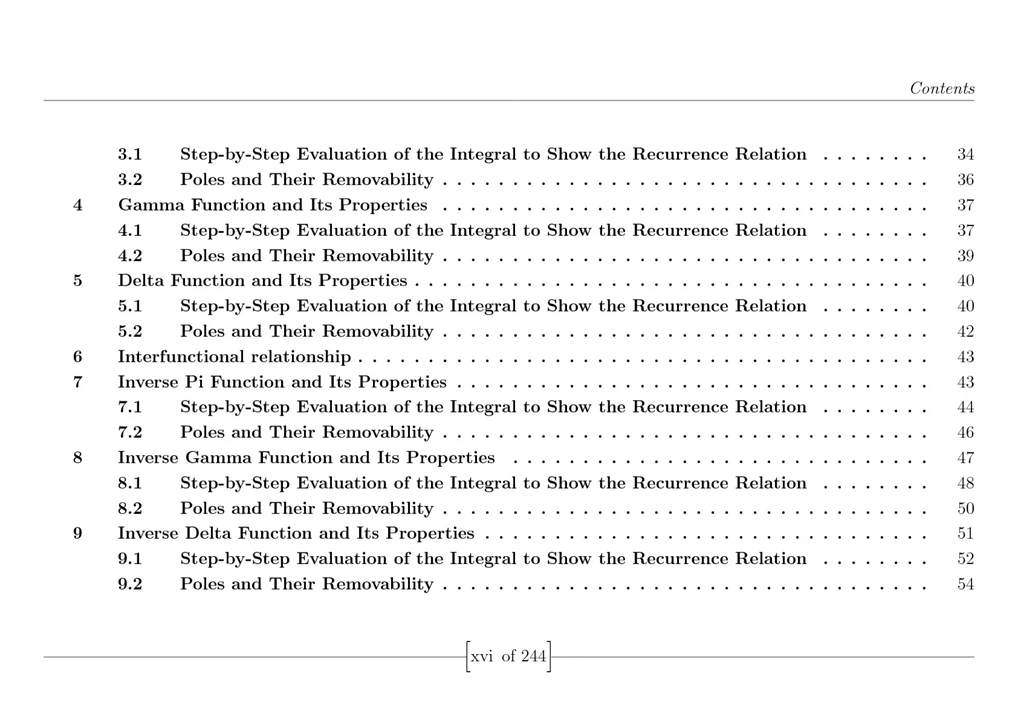 Contents
3.1 Step-by-Step Evaluation of the Integral to Show the Recurrence Relation . . . . . . . . 34
3.2 Poles and Their Removability . . . . . . . . . . . . . . . . . . . . . . . . . . . . . . . . . . . 36
4 Gamma Function and Its Properties . . . . . . . . . . . . . . . . . . . . . . . . . . . . . . . . . . . 37
4.1 Step-by-Step Evaluation of the Integral to Show the Recurrence Relation . . . . . . . . 37
4.2 Poles and Their Removability . . . . . . . . . . . . . . . . . . . . . . . . . . . . . . . . . . . 39
5 Delta Function and Its Properties . . . . . . . . . . . . . . . . . . . . . . . . . . . . . . . . . . . . . 40
5.1 Step-by-Step Evaluation of the Integral to Show the Recurrence Relation . . . . . . . . 40
5.2 Poles and Their Removability . . . . . . . . . . . . . . . . . . . . . . . . . . . . . . . . . . . 42
6 Interfunctional relationship . . . . . . . . . . . . . . . . . . . . . . . . . . . . . . . . . . . . . . . . . 43
7 Inverse Pi Function and Its Properties . . . . . . . . . . . . . . . . . . . . . . . . . . . . . . . . . . 43
7.1 Step-by-Step Evaluation of the Integral to Show the Recurrence Relation . . . . . . . . 44
7.2 Poles and Their Removability . . . . . . . . . . . . . . . . . . . . . . . . . . . . . . . . . . . 46
8 Inverse Gamma Function and Its Properties . . . . . . . . . . . . . . . . . . . . . . . . . . . . . . 47
8.1 Step-by-Step Evaluation of the Integral to Show the Recurrence Relation . . . . . . . . 48
8.2 Poles and Their Removability . . . . . . . . . . . . . . . . . . . . . . . . . . . . . . . . . . . 50
9 Inverse Delta Function and Its Properties . . . . . . . . . . . . . . . . . . . . . . . . . . . . . . . . 51
9.1 Step-by-Step Evaluation of the Integral to Show the Recurrence Relation . . . . . . . . 52
9.2 Poles and Their Removability . . . . . . . . . . . . . . . . . . . . . . . . . . . . . . . . . . . 54
[xvi of 244]